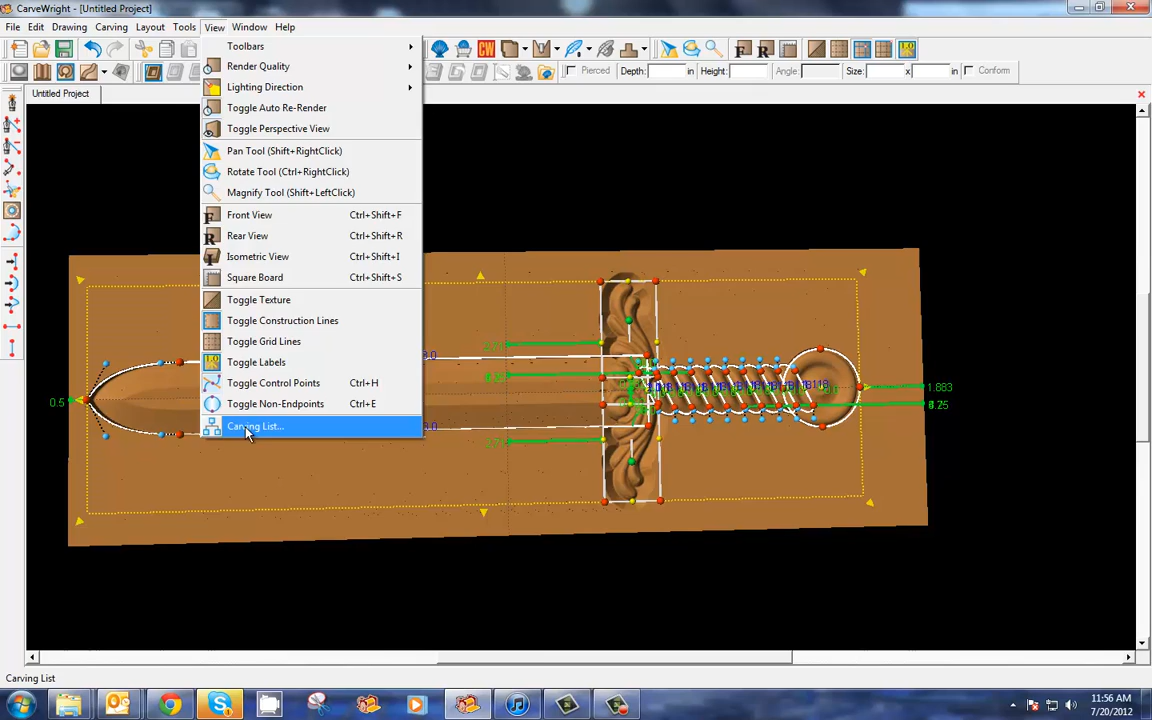 CarveWright - [Untitled Project]
File Edit Drawing Carving Layout Tools View Window Help
Pierced Depth: in Height: in Angle: Size: x in Conform
Untitled Project
Toolbars
Render Quality
Lighting Direction
Toggle Auto Re-Render
Toggle Perspective View
Pan Tool (Shift+RightClick)
Rotate Tool (Ctrl+RightClick)
Magnify Tool (Shift+LeftClick)
Front View Ctrl+Shift+F
Rear View Ctrl+Shift+R
Isometric View Ctrl+Shift+I
Square Board Ctrl+Shift+S
Toggle Texture
Toggle Construction Lines
Toggle Grid Lines
Toggle Labels
Toggle Control Points Ctrl+H
Toggle Non-Endpoints Ctrl+E
Carving List...
0.5
1.883
Carving List
11:56 AM
7/20/2012